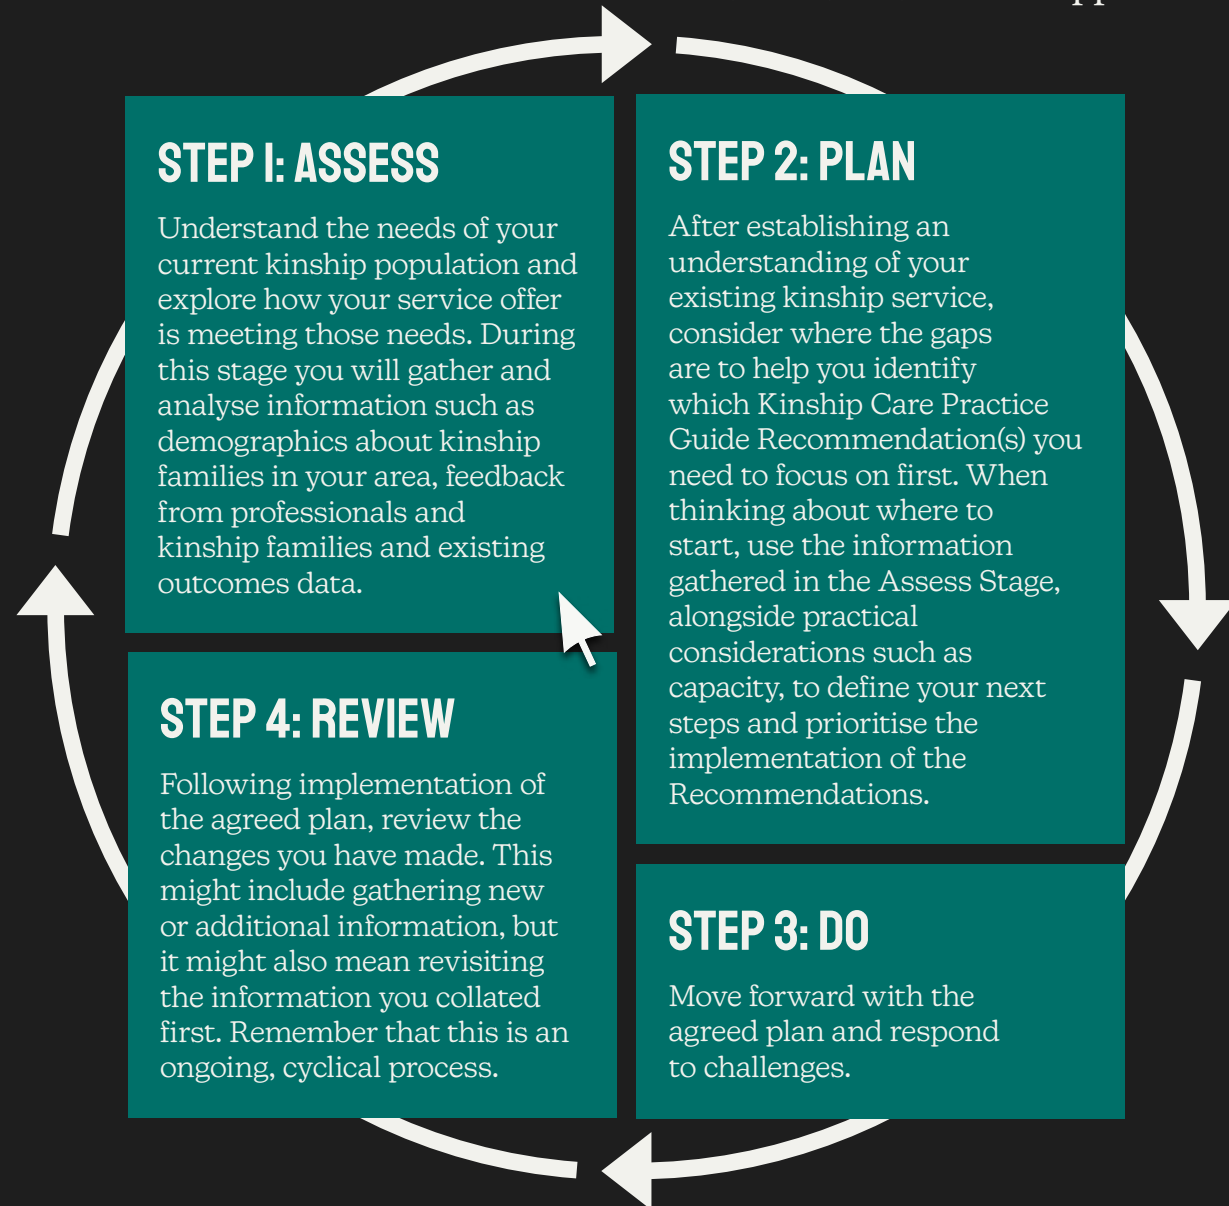 STEP 1: ASSESS
Understand the needs of your
current kinship population and
explore how your service offer
is meeting those needs. During
this stage you will gather and
analyse information such as
demographics about kinship
families in your area, feedback
from professionals and
kinship families and existing
outcomes data.
STEP 2: PLAN
After establishing an
understanding of your
existing kinship service,
consider where the gaps
are to help you identify
which Kinship Care Practice
Guide Recommendation(s) you
need to focus on first. When
thinking about where to
start, use the information
gathered in the Assess Stage,
alongside practical
considerations such as
capacity, to define your next
steps and prioritise the
implementation of the
Recommendations.
STEP 3: DO
Move forward with the
agreed plan and respond
to challenges.
STEP 4: REVIEW
Following implementation of
the agreed plan, review the
changes you have made. This
might include gathering new
or additional information, but
it might also mean revisiting
the information you collated
first. Remember that this is an
ongoing, cyclical process.